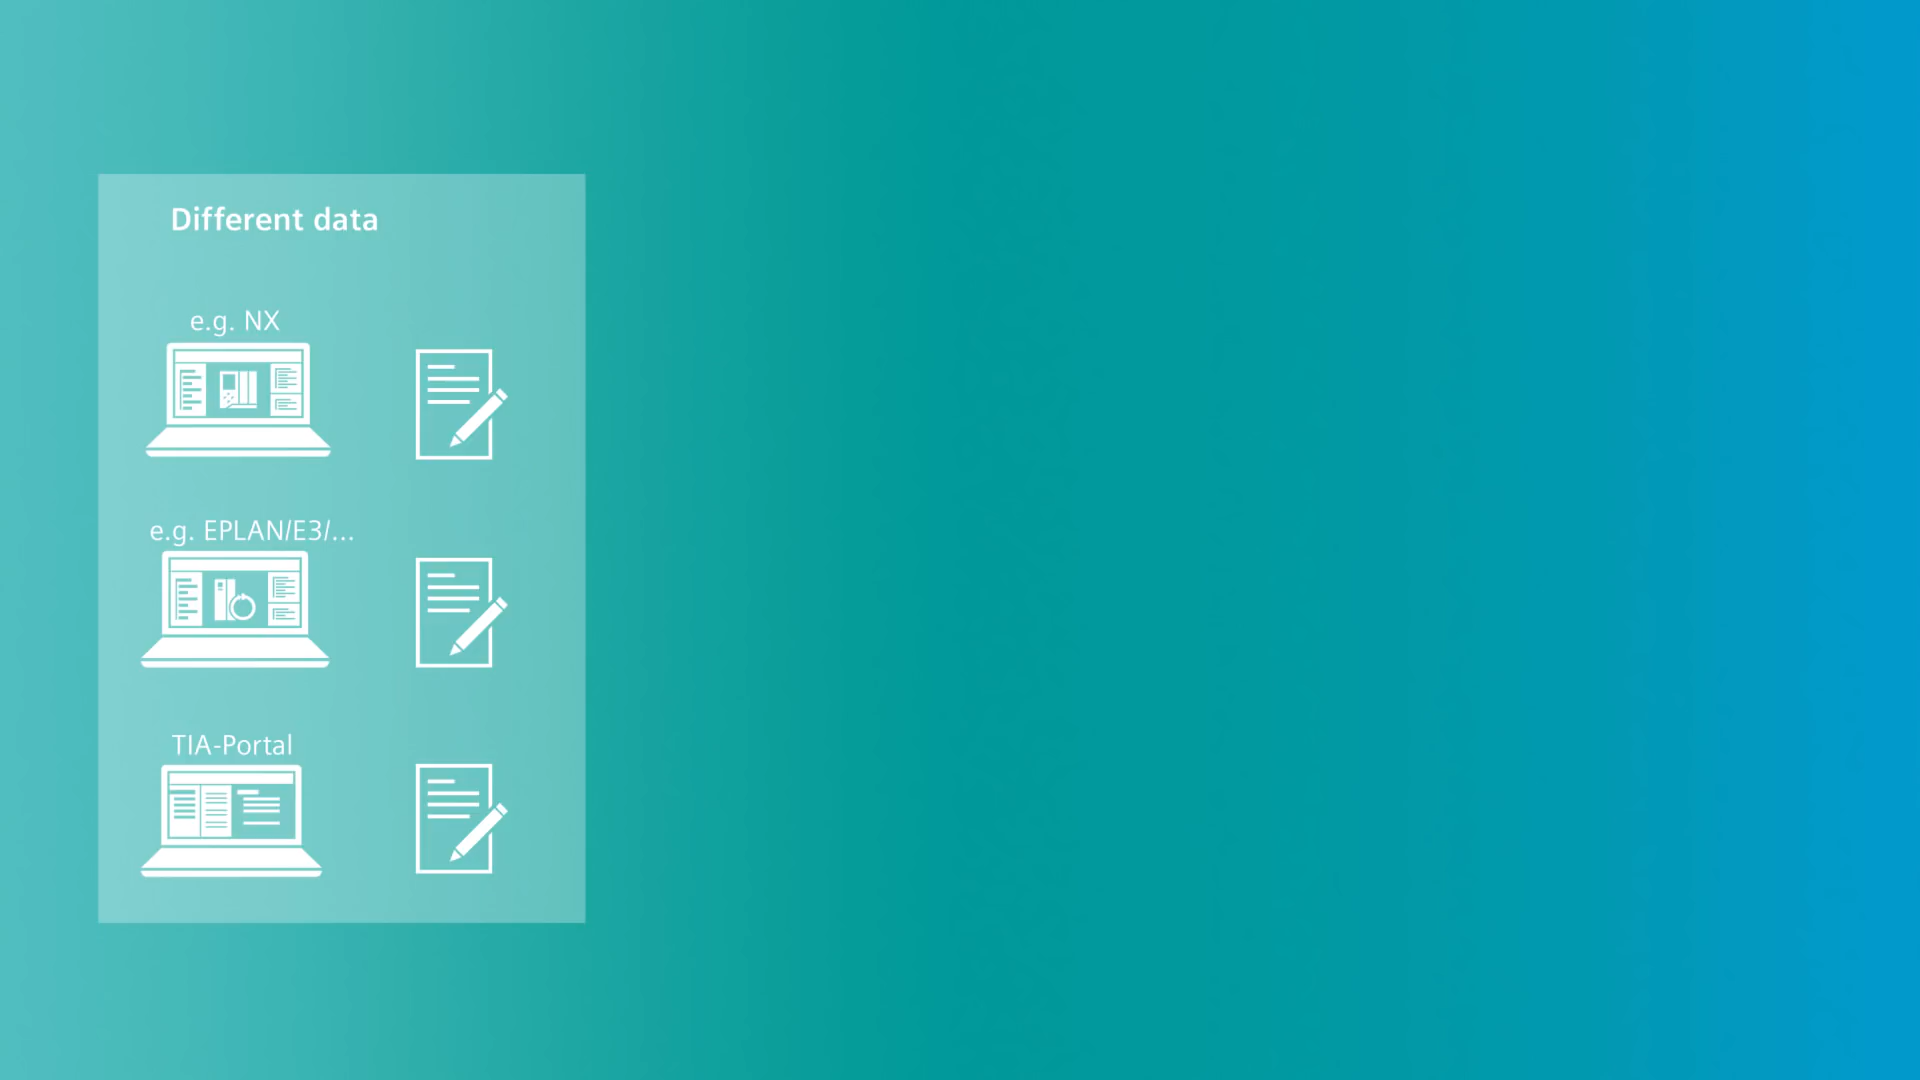 Different data
e.g. NX
e.g. EPLAN/E3/...
TIA-Portal